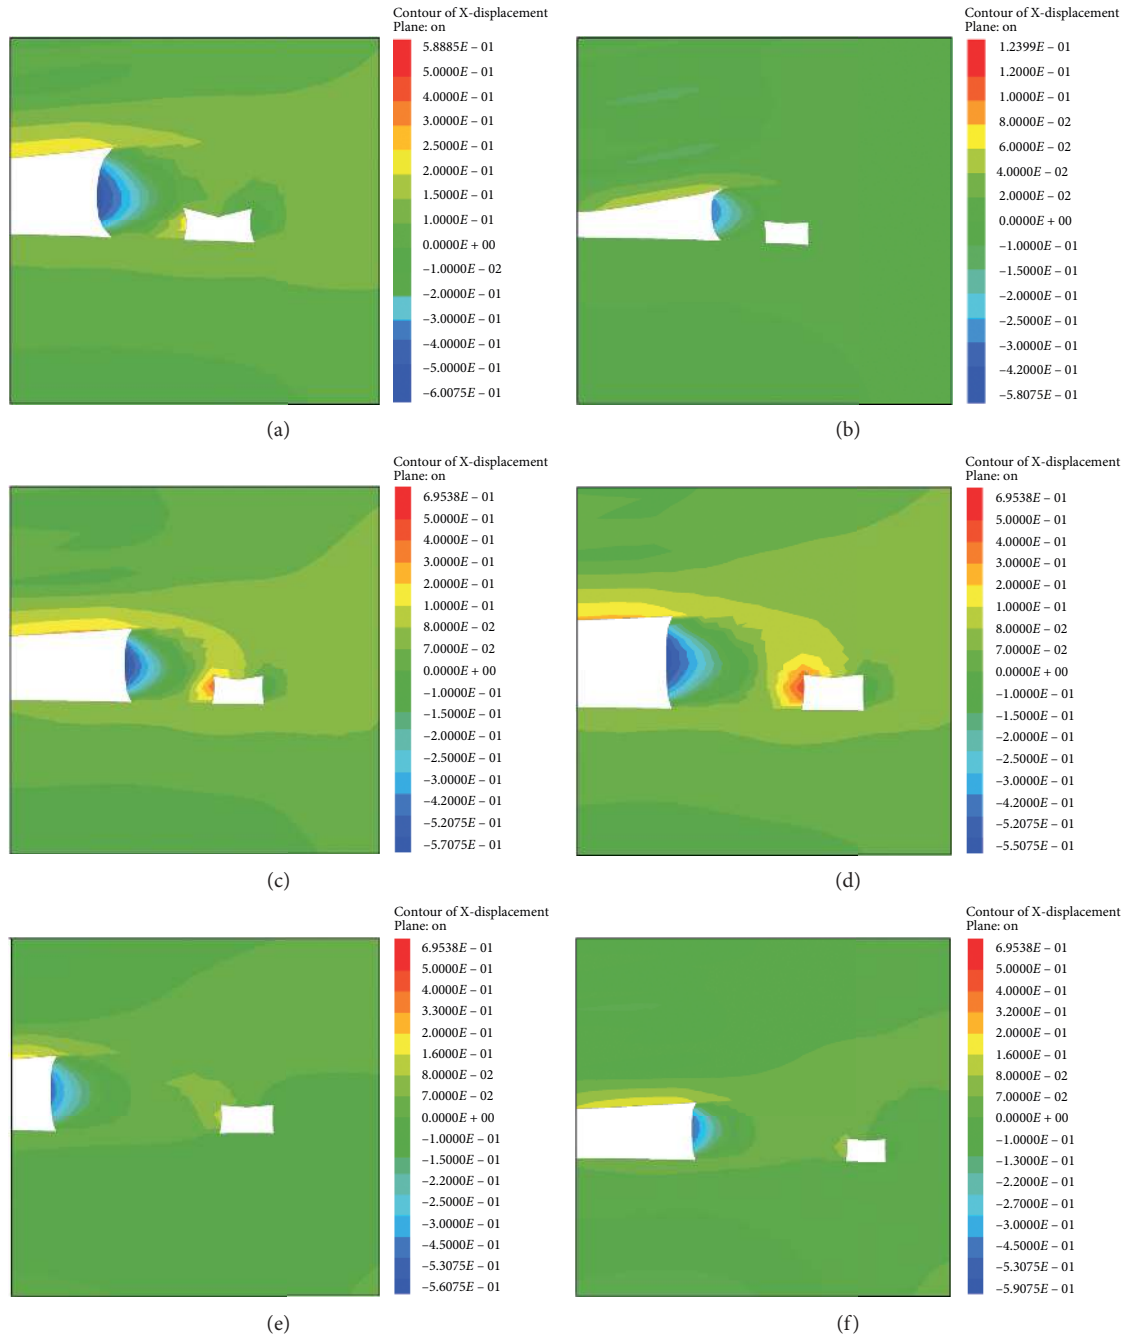 Contour of X-displacement
Plane: on
5.8885E – 01
5.0000E – 01
4.0000E – 01
3.0000E – 01
2.5000E – 01
2.0000E – 01
1.5000E – 01
1.0000E – 01
0.0000E + 00
–1.0000E – 02
–2.0000E – 01
–3.0000E – 01
–4.0000E – 01
–5.0000E – 01
–6.0075E – 01
(a)
Contour of X-displacement
Plane: on
1.2399E – 01
1.2000E – 01
1.0000E – 01
8.0000E – 02
6.0000E – 02
4.0000E – 02
2.0000E – 02
0.0000E + 00
–1.0000E – 01
–1.5000E – 01
–2.0000E – 01
–2.5000E – 01
–3.0000E – 01
–4.2000E – 01
–5.8075E – 01
(b)
Contour of X-displacement
Plane: on
6.9538E – 01
5.0000E – 01
4.0000E – 01
3.0000E – 01
2.0000E – 01
1.0000E – 01
8.0000E – 02
7.0000E – 02
0.0000E + 00
–1.0000E – 01
–1.5000E – 01
–2.0000E – 01
–2.5000E – 01
–3.0000E – 01
–4.2000E – 01
–5.2075E – 01
–5.7075E – 01
(c)
Contour of X-displacement
Plane: on
6.9538E – 01
5.0000E – 01
4.0000E – 01
3.0000E – 01
2.0000E – 01
1.0000E – 01
8.0000E – 02
7.0000E – 02
0.0000E + 00
–1.0000E – 01
–1.5000E – 01
–2.0000E – 01
–2.5000E – 01
–3.0000E – 01
–4.2000E – 01
–5.2075E – 01
–5.5075E – 01
(d)
Contour of X-displacement
Plane: on
6.9538E – 01
5.0000E – 01
4.0000E – 01
3.3000E – 01
2.0000E – 01
1.6000E – 01
8.0000E – 02
7.0000E – 02
0.0000E + 00
–1.0000E – 01
–1.5000E – 01
–2.2000E – 01
–2.5000E – 01
–3.0000E – 01
–4.5000E – 01
–5.3075E – 01
–5.6075E – 01
(e)
Contour of X-displacement
Plane: on
6.9538E – 01
5.0000E – 01
4.0000E – 01
3.2000E – 01
2.0000E – 01
1.6000E – 01
8.0000E – 02
7.0000E – 02
0.0000E + 00
–1.0000E – 01
–1.3000E – 01
–2.2000E – 01
–2.7000E – 01
–3.0000E – 01
–4.5000E – 01
–5.3075E – 01
–5.9075E – 01
(f)